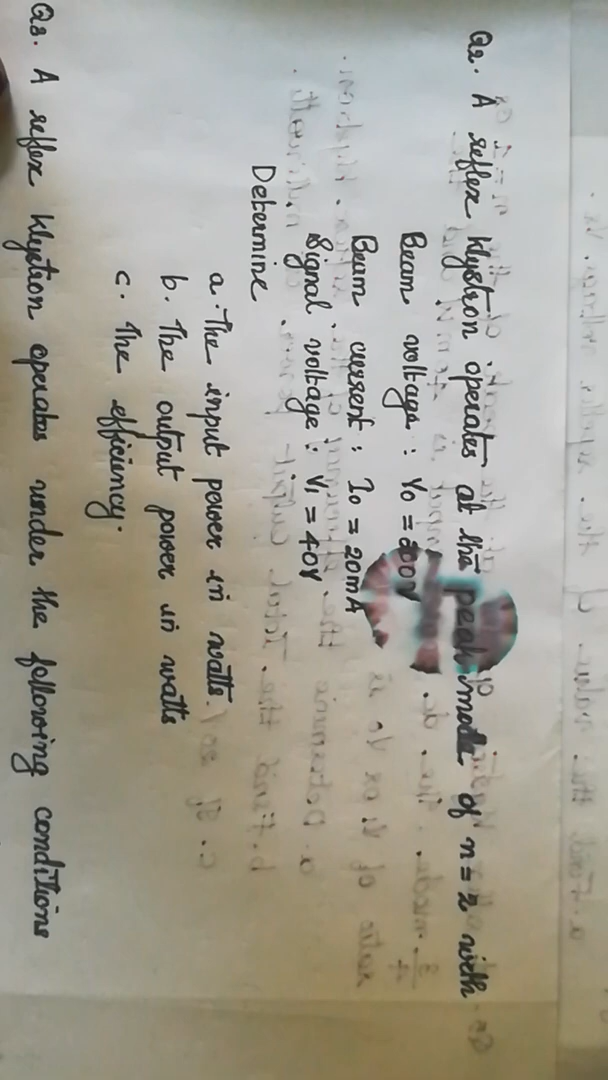 Q2. A reflex klystron operates at the peak mode of n = 2 with
Beam voltage : V0 = 300V
Beam current : I0 = 20mA
Signal voltage : V1 = 40V
Determine
a. The input power in watts
b. The output power in watts
c. The efficiency.
Q3. A reflex klystron operates under the following conditions